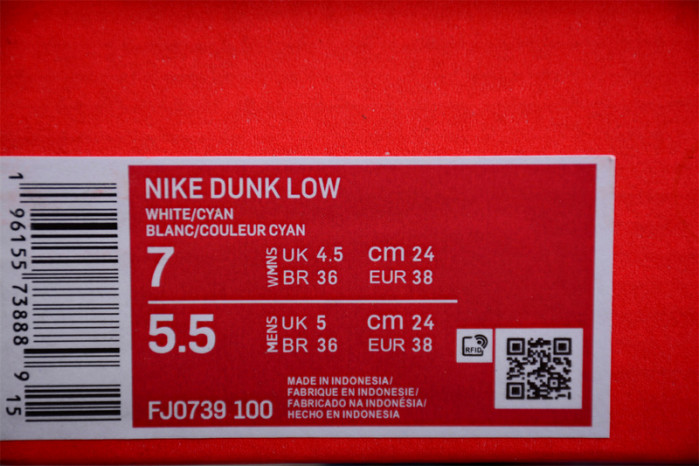 NIKE DUNK LOW
WHITE/CYAN
BLANC/COULEUR CYAN
7 WMNS UK 4.5 cm 24
BR 36 EUR 38
5.5 MENS UK 5 cm 24
BR 36 EUR 38
RFID
MADE IN INDONESIA/
FABRIQUE EN INDONESIE/
FABRICADO NA INDONÉSIA/
HECHO EN INDONESIA
FJ0739 100
1 96155 73888 9 15